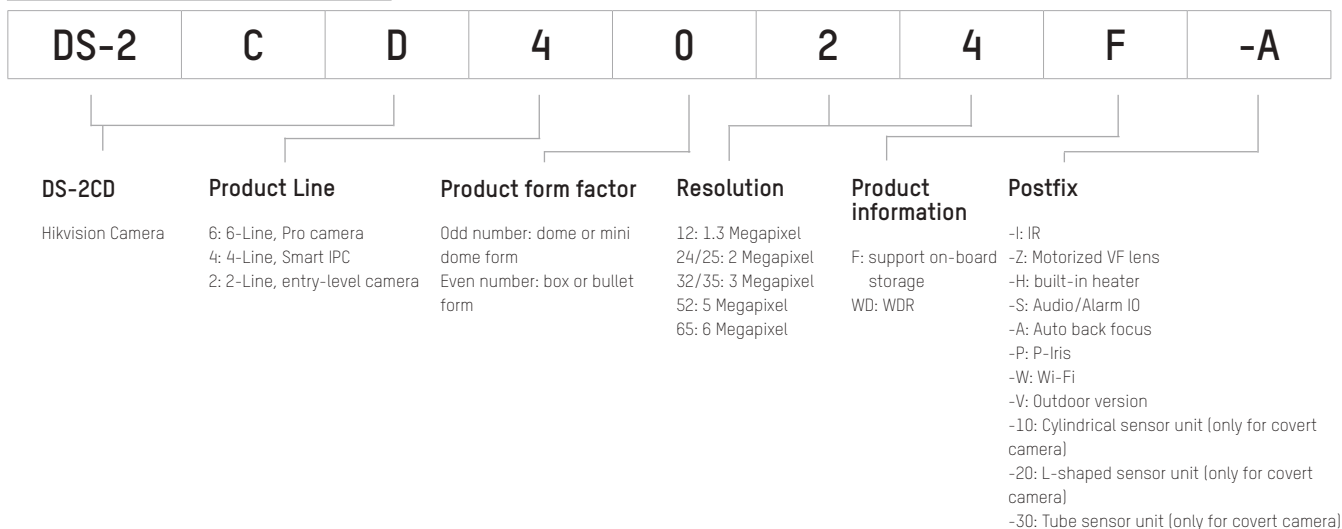 DS-2 C D 4 0 2 4 F -A
DS-2CD
Hikvision Camera
Product Line
6: 6-Line, Pro camera
4: 4-Line, Smart IPC
2: 2-Line, entry-level camera
Product form factor
Odd number: dome or mini
dome form
Even number: box or bullet
form
Resolution
12: 1.3 Megapixel
24/25: 2 Megapixel
32/35: 3 Megapixel
52: 5 Megapixel
65: 6 Megapixel
Product
information
F: support on-board
storage
WD: WDR
Postfix
-I: IR
-Z: Motorized VF lens
-H: built-in heater
-S: Audio/Alarm IO
-A: Auto back focus
-P: P-Iris
-W: Wi-Fi
-V: Outdoor version
-10: Cylindrical sensor unit (only for covert
camera)
-20: L-shaped sensor unit (only for covert
camera)
-30: Tube sensor unit (only for covert camera)